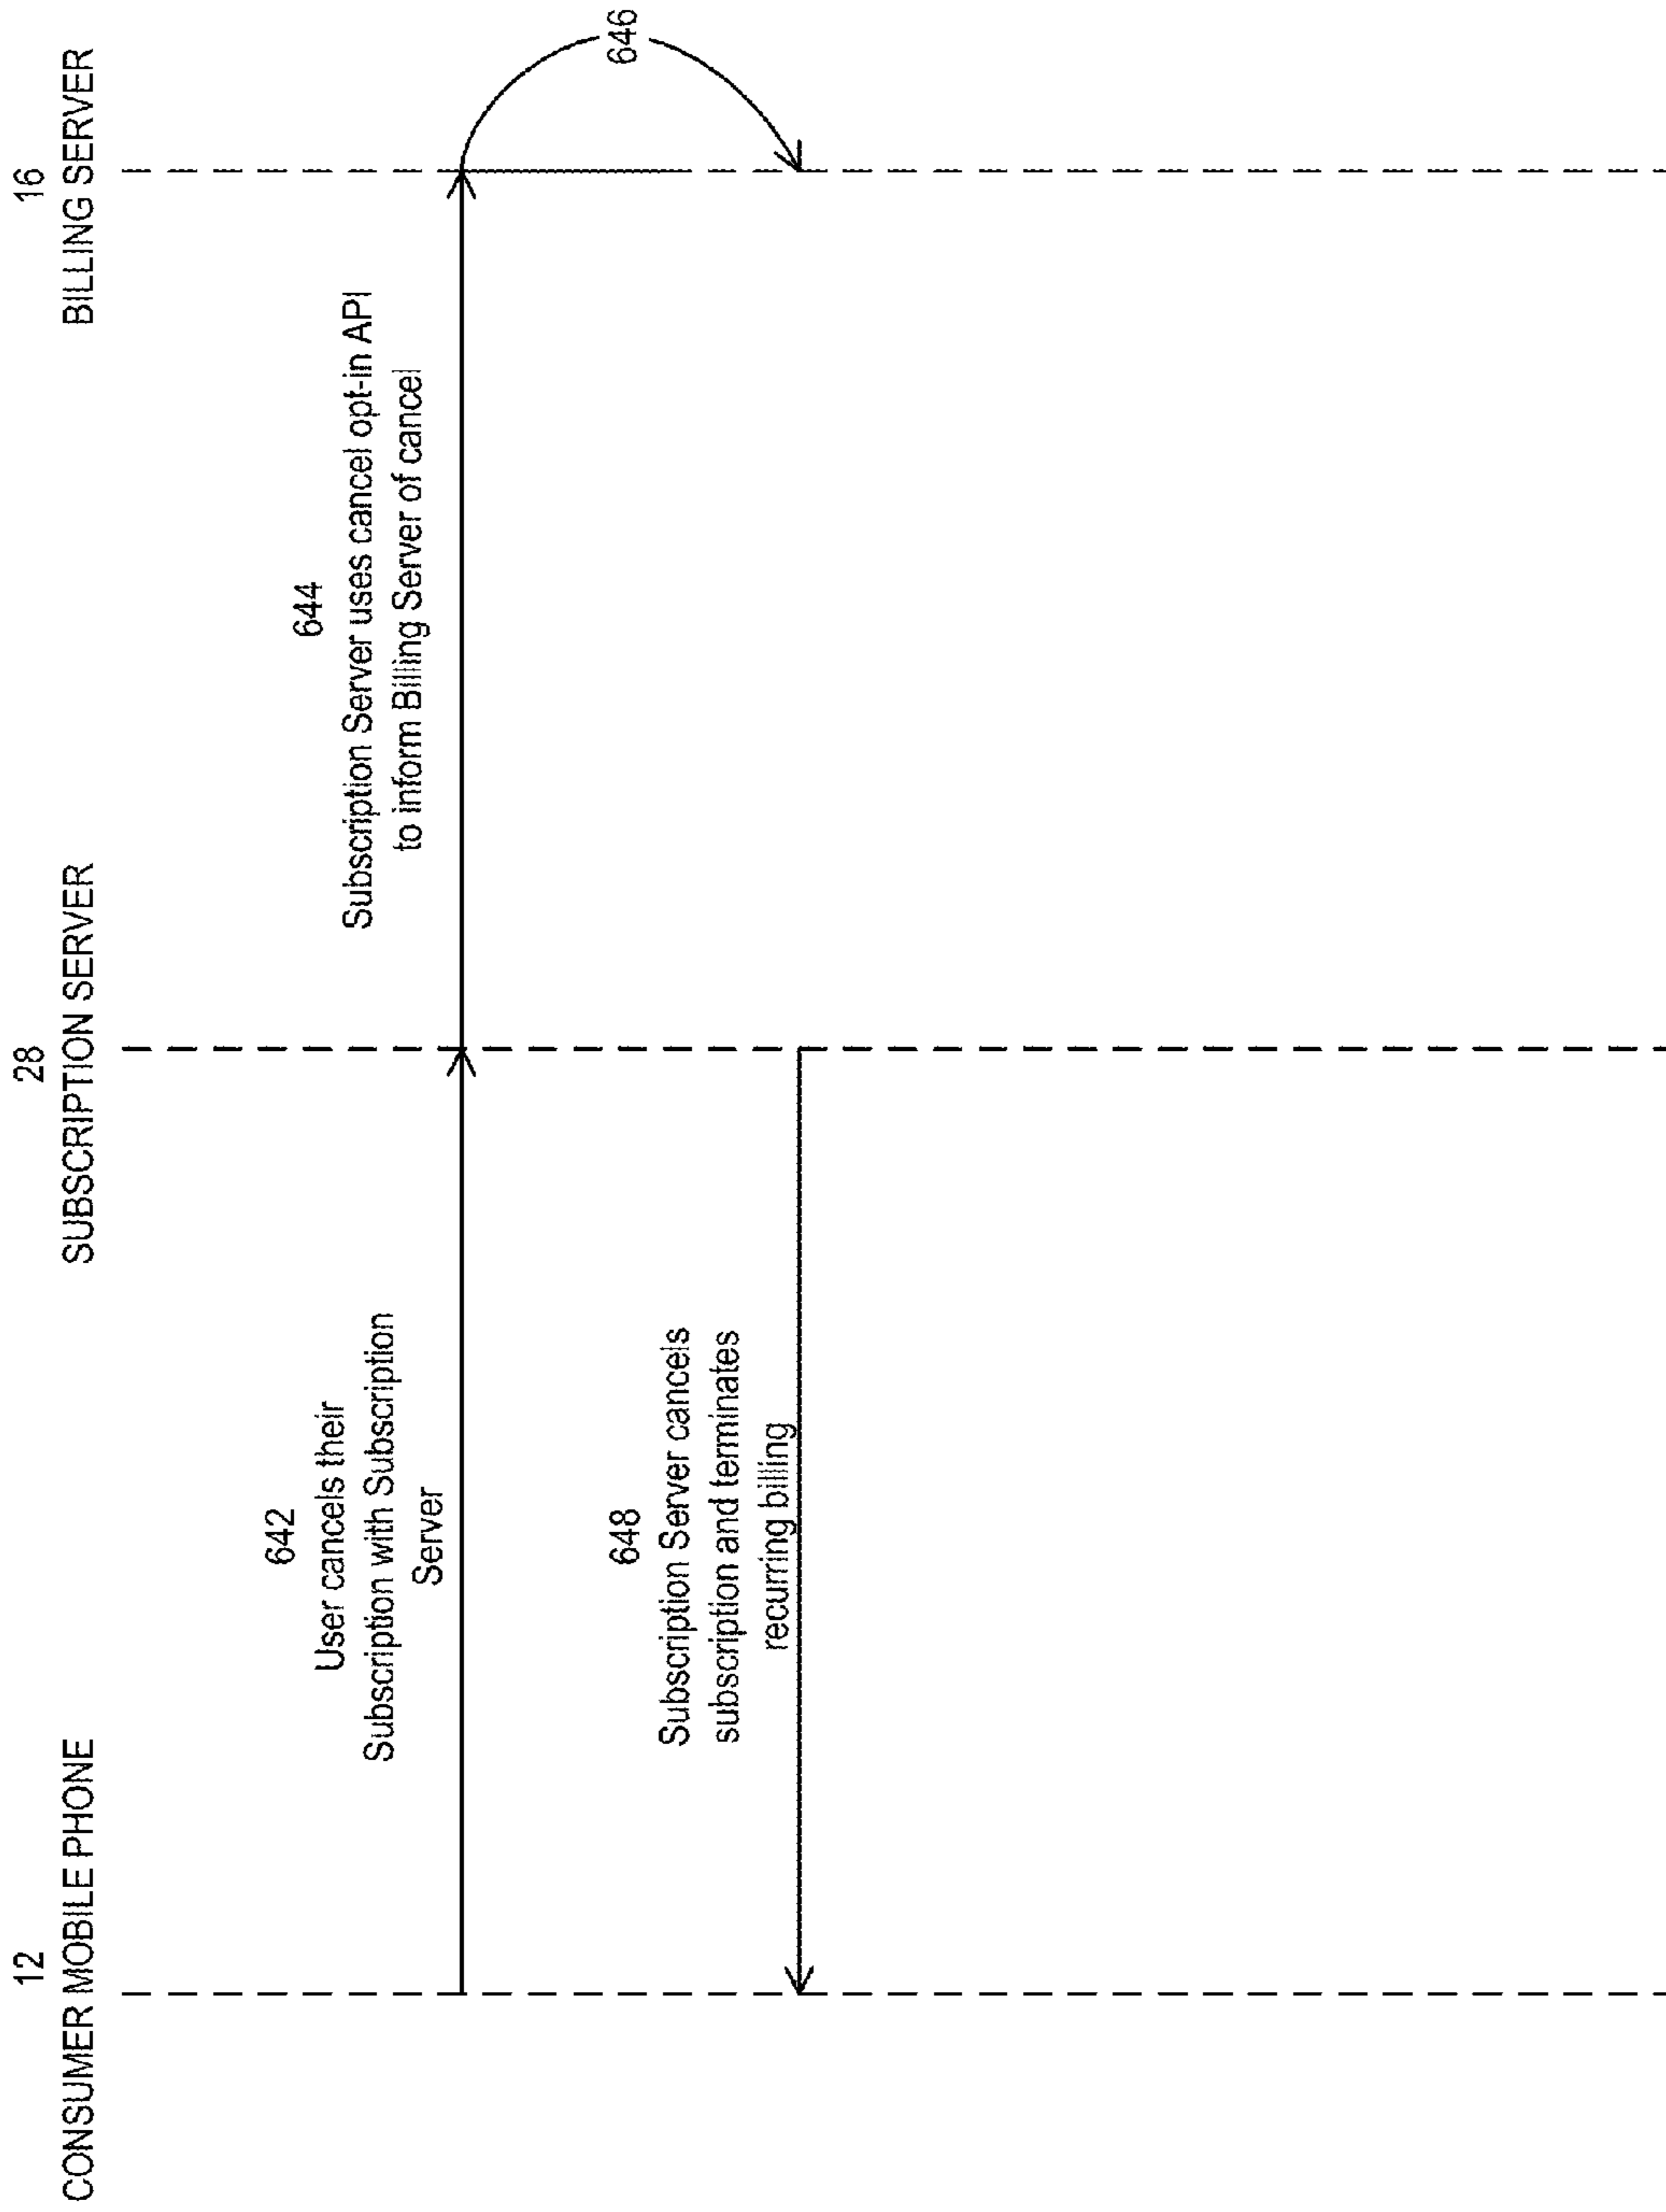 12
CONSUMER MOBILE PHONE
28
SUBSCRIPTION SERVER
16
BILLING SERVER
642
User cancels their
Subscription with Subscription
Server
644
Subscription Server uses cancel opt-in API
to inform Billing Server of cancel
646
648
Subscription Server cancels
subscription and terminates
recurring billing